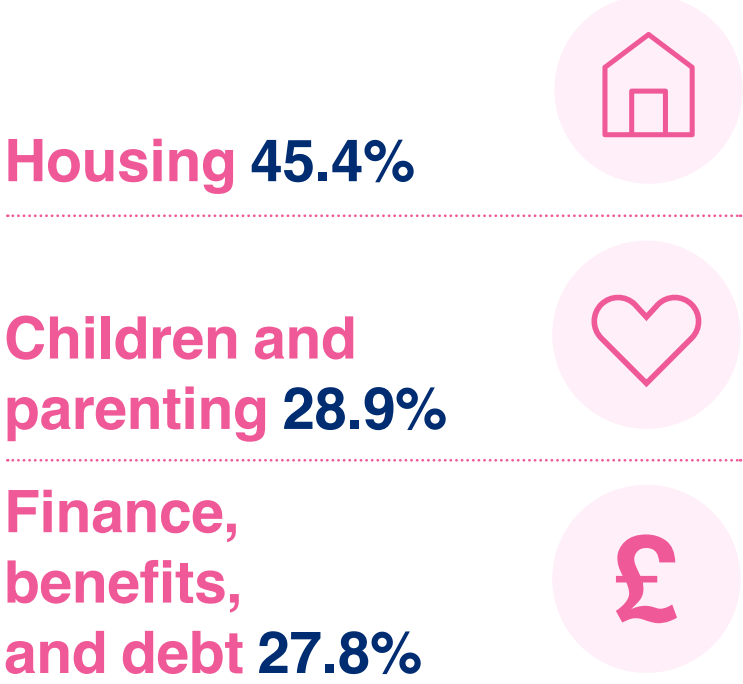 Housing 45.4%
Children and
parenting 28.9%
Finance,
benefits,
and debt 27.8%
£